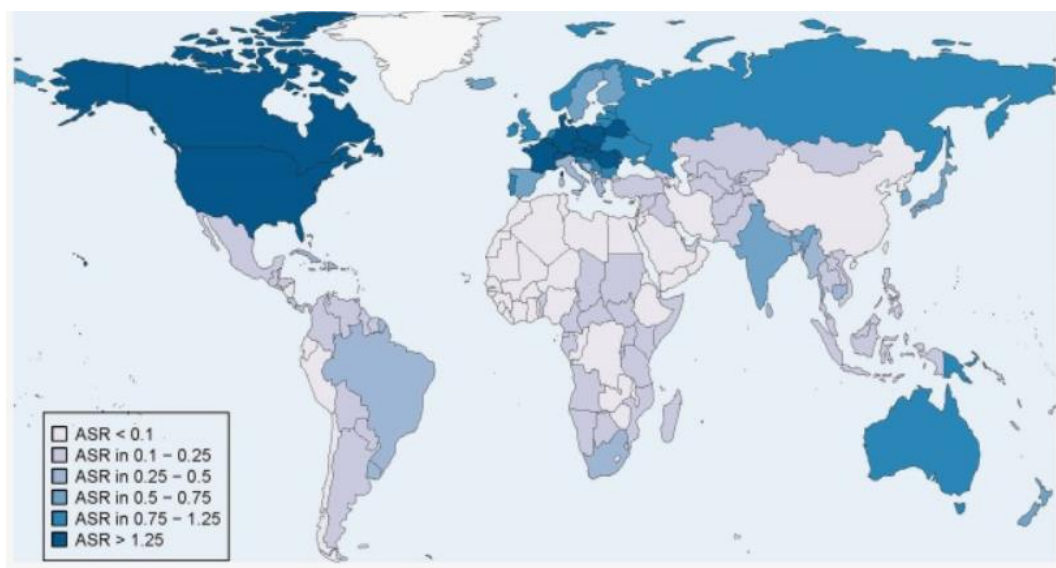 ASR < 0.1
ASR in 0.1 − 0.25
ASR in 0.25 − 0.5
ASR in 0.5 − 0.75
ASR in 0.75 − 1.25
ASR > 1.25